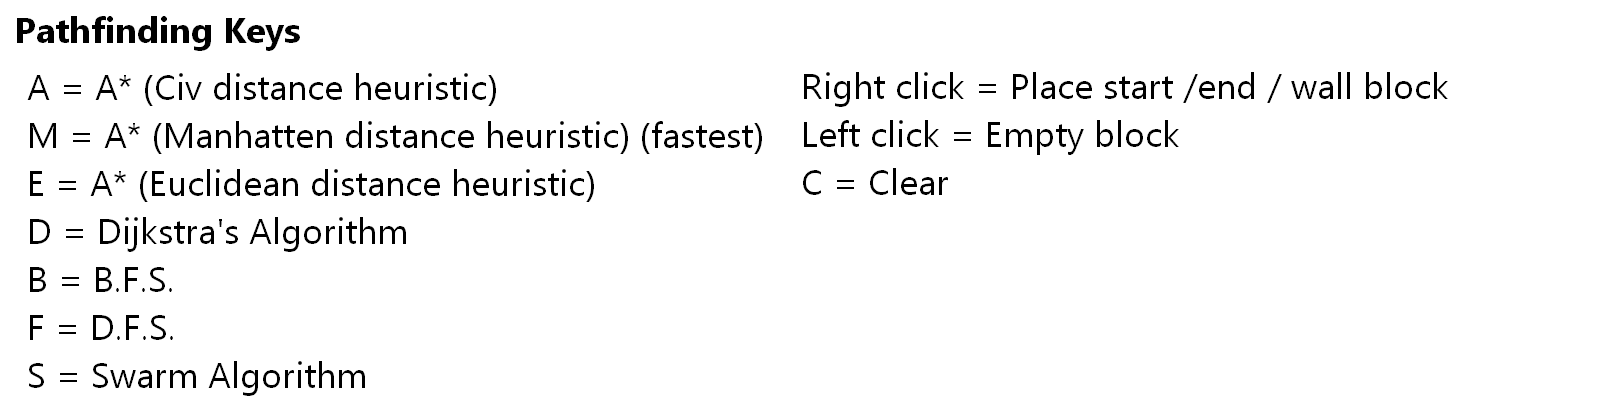 Pathfinding Keys
A = A* (Civ distance heuristic)
M = A* (Manhatten distance heuristic) (fastest)
E = A* (Euclidean distance heuristic)
D = Dijkstra's Algorithm
B = B.F.S.
F = D.F.S.
S = Swarm Algorithm
Right click = Place start /end / wall block
Left click = Empty block
C = Clear